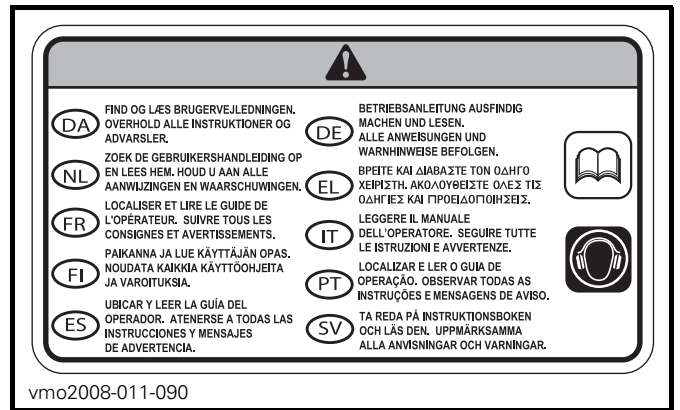 DA
FIND OG LÆS BRUGERVEJLEDNINGEN.
OVERHOLD ALLE INSTRUKTIONER OG
ADVARSLER.
NL
ZOEK DE GEBRUIKERSHANDLEIDING OP
EN LEES HEM. HOUD U AAN ALLE
AANWIJZINGEN EN WAARSCHUWINGEN.
FR
LOCALISER ET LIRE LE GUIDE DE
L'OPÉRATEUR. SUIVRE TOUS LES
CONSIGNES ET AVERTISSEMENTS.
FI
PAIKANNA JA LUE KÄYTTÄJÄN OPAS.
NOUDATA KAIKKIA KÄYTTÖOHJEITA
JA VAROITUKSIA.
ES
UBICAR Y LEER LA GUÍA DEL
OPERADOR. ATENERSE A TODAS LAS
INSTRUCCIONES Y MENSAJES
DE ADVERTENCIA.
DE
BETRIEBSANLEITUNG AUSFINDIG
MACHEN UND LESEN.
ALLE ANWEISUNGEN UND
WARNHINWEISE BEFOLGEN.
EL
ΒΡΕΙΤΕ ΚΑΙ ΔΙΑΒΑΣΤΕ ΤΟΝ ΟΔΗΓΟ
ΧΕΙΡΙΣΤΗ. ΑΚΟΛΟΥΘΕΙΣΤΕ ΟΛΕΣ ΤΙΣ
ΟΔΗΓΙΕΣ ΚΑΙ ΠΡΟΕΙΔΟΠΟΙΗΣΕΙΣ.
IT
LEGGERE IL MANUALE
DELL'OPERATORE. SEGUIRE TUTTE
LE ISTRUZIONI E AVVERTENZE.
PT
LOCALIZAR E LER O GUIA DE
OPERAÇÃO. OBSERVAR TODAS AS
INSTRUÇÕES E MENSAGENS DE AVISO.
SV
TA REDA PÅ INSTRUKTIONSBOKEN
OCH LÄS DEN. UPPMÄRKSAMMA
ALLA ANVISNINGAR OCH VARNINGAR.
vmo2008-011-090